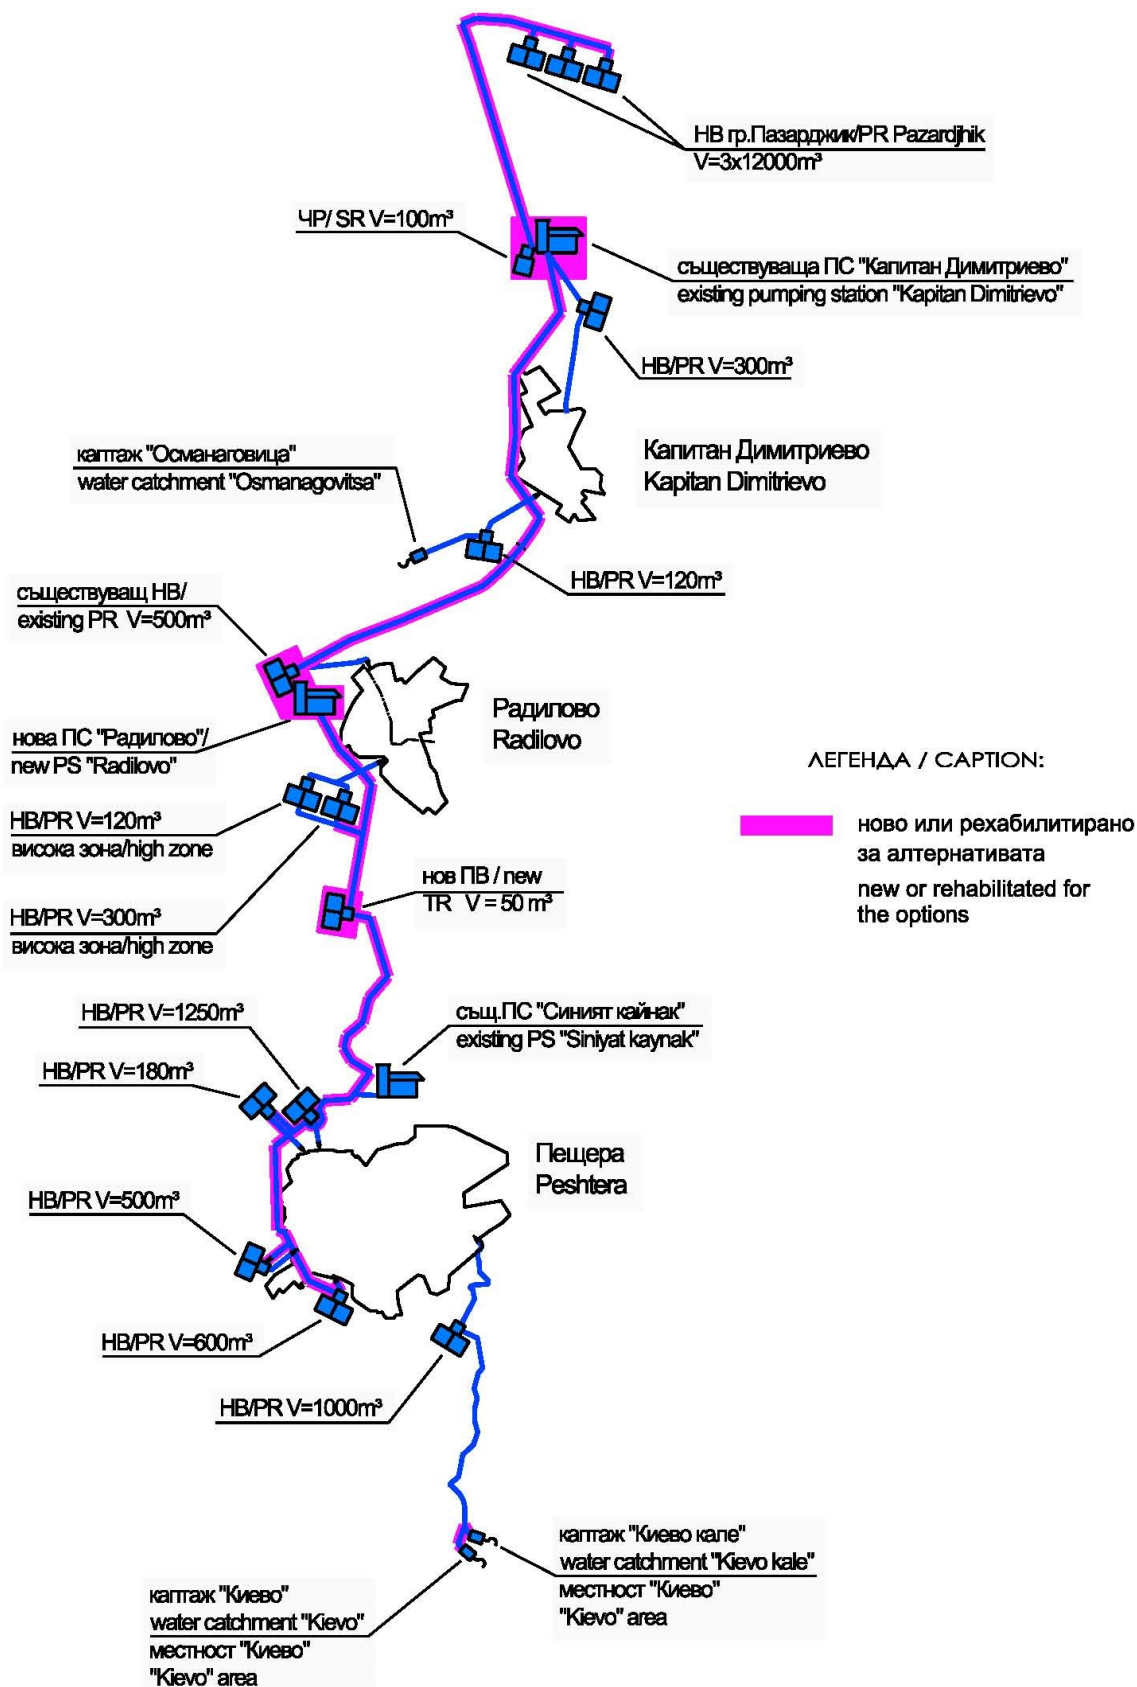 НВ гр.Пазарджик/PR Pazardjhik
V=3x12000m³
ЧР/ SR V=100m³
съществуваща ПС "Капитан Димитриево"
existing pumping station "Kapitan Dimitrievo"
НВ/PR V=300m³
Капитан Димитриево
Kapitan Dimitrievo
каптаж "Османаговица"
water catchment "Osmanagovitsa"
НВ/PR V=120m³
съществуващ НВ/
existing PR V=500m³
Радилово
Radilovo
нова ПС "Радилово"/
new PS "Radilovo"
ЛЕГЕНДА / CAPTION:
ново или рехабилитирано
за алтернативата
new or rehabilitated for
the options
НВ/PR V=120m³
висока зона/high zone
нов ПВ / new
TR V = 50 m³
НВ/PR V=300m³
висока зона/high zone
НВ/PR V=1250m³
същ.ПС "Синият кайнак"
existing PS "Siniyat kaynak"
НВ/PR V=180m³
Пещера
Peshtera
НВ/PR V=500m³
НВ/PR V=600m³
НВ/PR V=1000m³
каптаж "Киево кале"
water catchment "Kievo kale"
местност "Киево"
"Kievo" area
каптаж "Киево"
water catchment "Kievo"
местност "Киево"
"Kievo" area